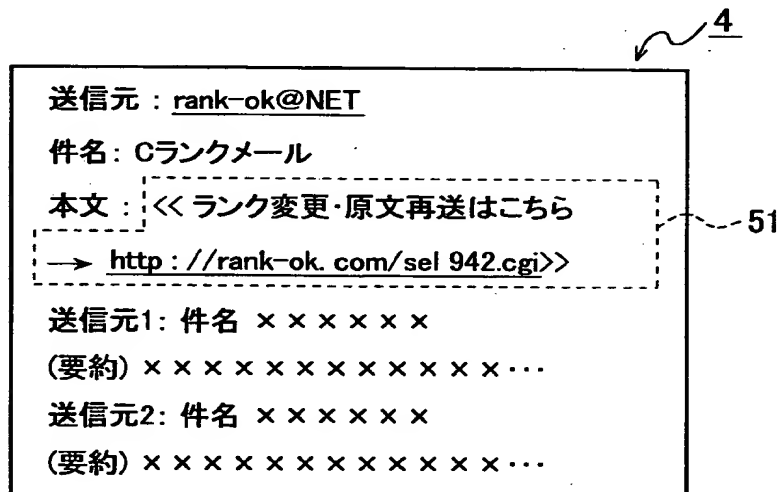 4
送信元 : rank-ok@NET
件名: Cランクメール
本文 : << ランク変更・原文再送はこちら
51
→ http : //rank-ok. com/sel 942.cgi>>
送信元1: 件名 ××××××
(要約) ×××××××××××××…
送信元2: 件名 ××××××
(要約) ×××××××××××××…